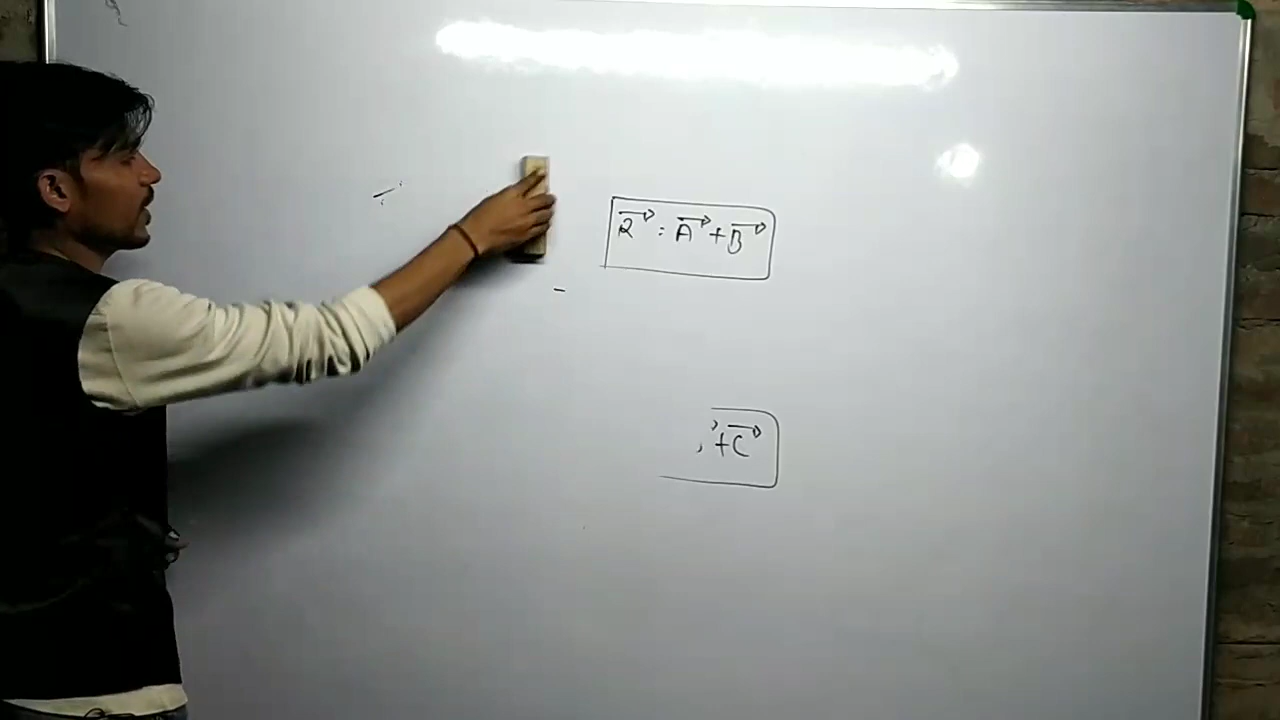 R⃗ = A⃗ + B⃗
+ C⃗